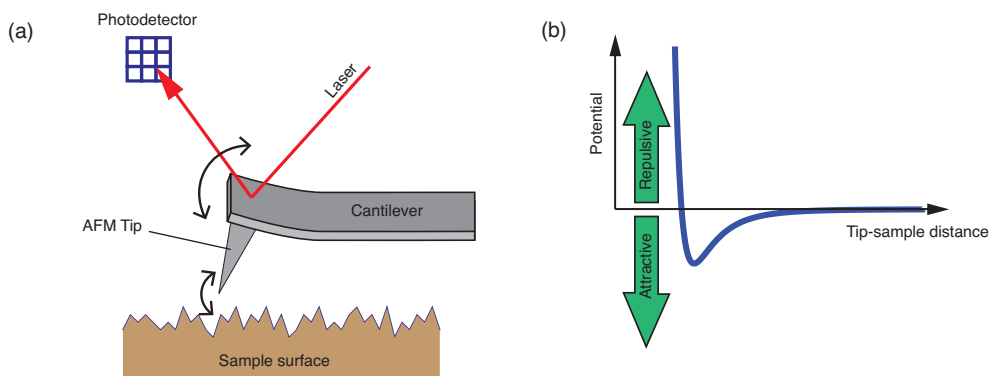 (a)
Photodetector
Laser
Cantilever
AFM Tip
Sample surface
(b)
Potential
Repulsive
Attractive
Tip-sample distance